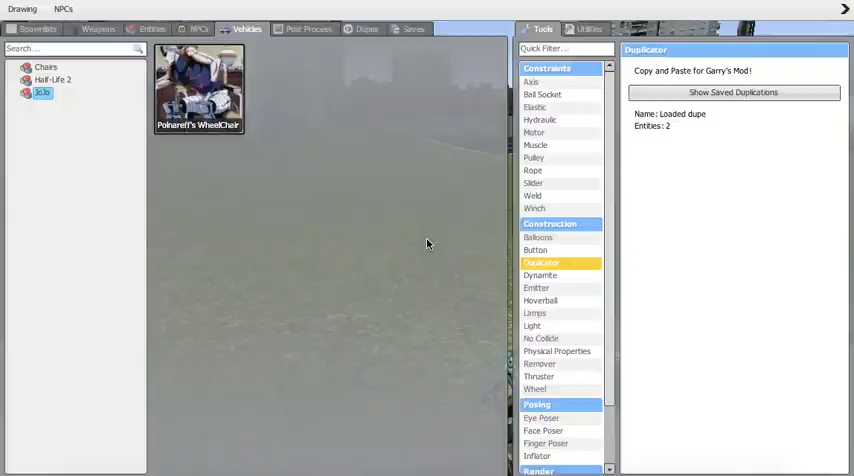 Drawing NPCs
Spawnlists Weapons Entities NPCs Vehicles Post Process Dupes Saves
Search...
Chairs
Half-Life 2
JoJo
Polnareff's WheelChair
Tools Utilities
Quick Filter...
Constraints
Axis
Ball Socket
Elastic
Hydraulic
Motor
Muscle
Pulley
Rope
Slider
Weld
Winch
Construction
Balloons
Button
Duplicator
Dynamite
Emitter
Hoverball
Lamps
Light
No Collide
Physical Properties
Remover
Thruster
Wheel
Posing
Eye Poser
Face Poser
Finger Poser
Inflator
Render
Duplicator
Copy and Paste for Garry's Mod!
Show Saved Duplications
Name: Loaded dupe
Entities: 2